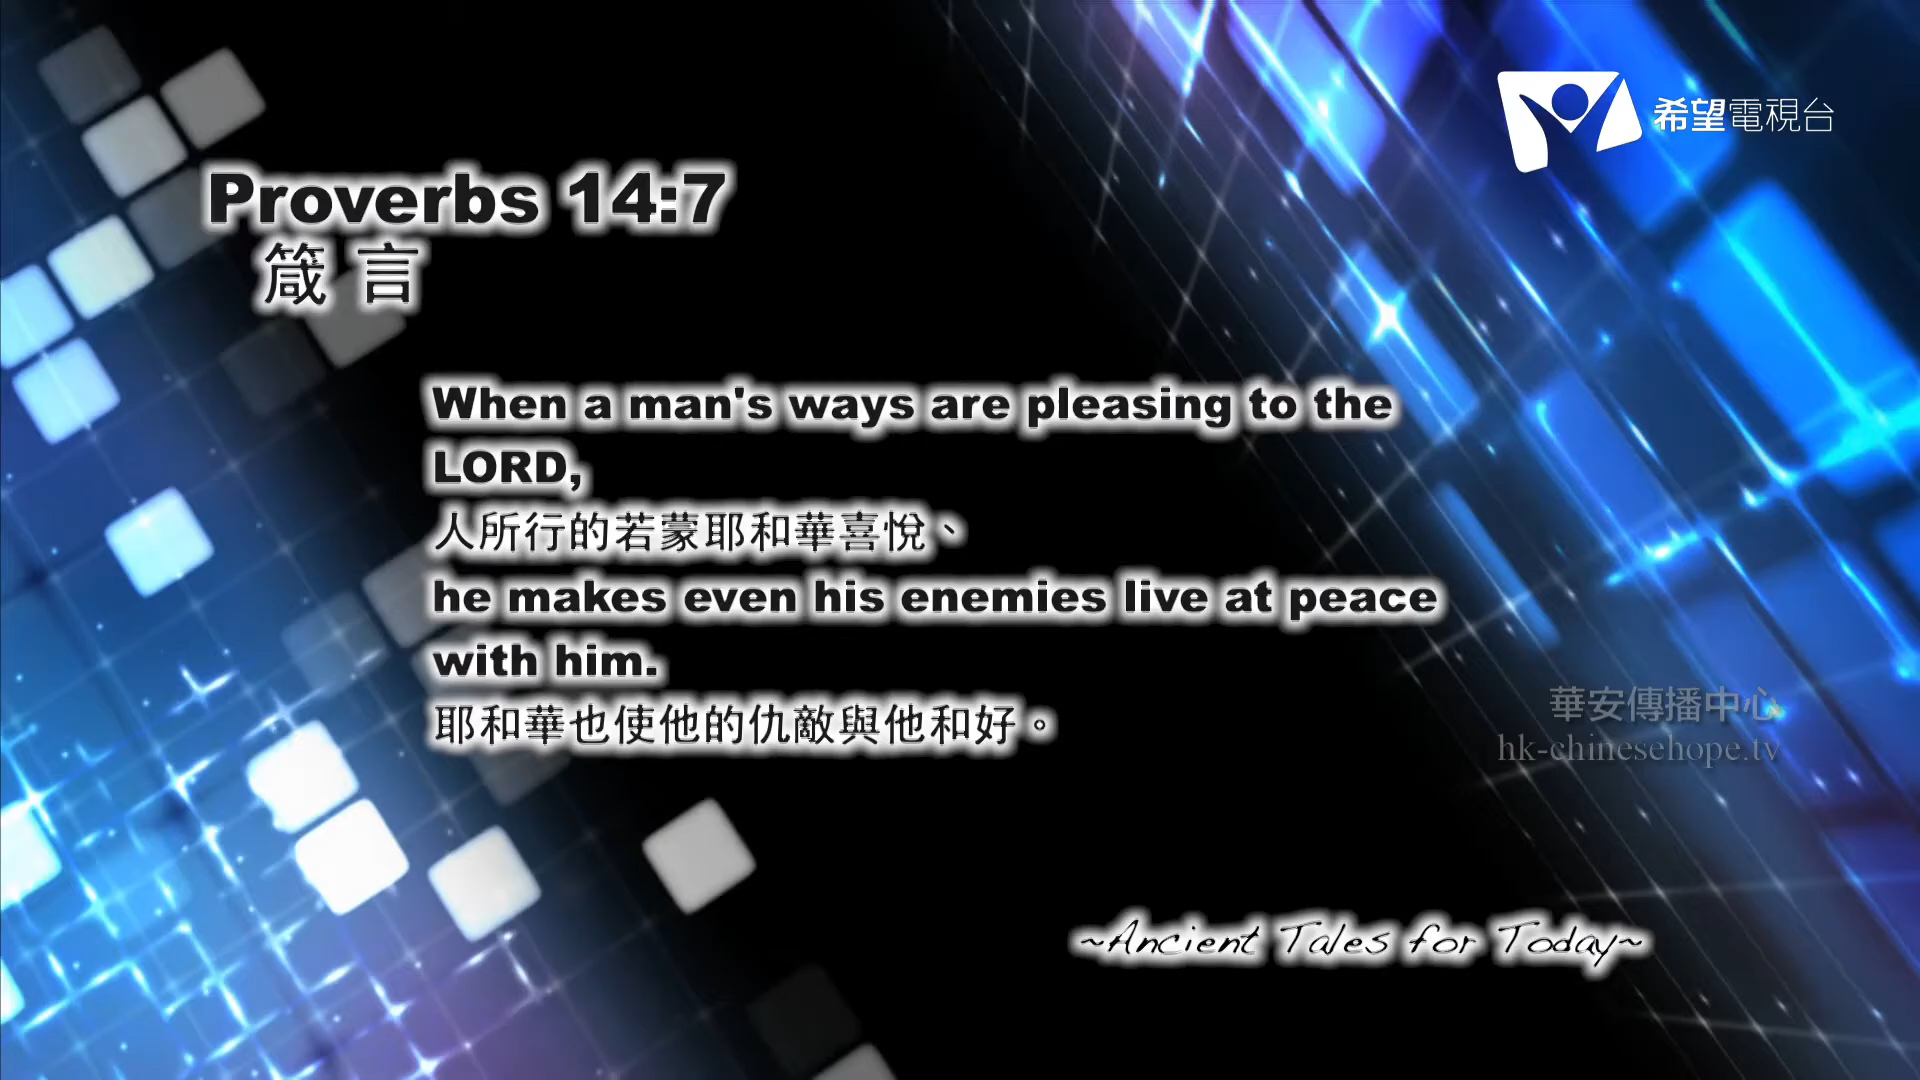 希望電視台
Proverbs 14:7
箴言
When a man's ways are pleasing to the
LORD,
人所行的若蒙耶和華喜悅、
he makes even his enemies live at peace
with him.
耶和華也使他的仇敵與他和好。
華安傳播中心
hk-chinesehope.tv
~Ancient Tales for Today~